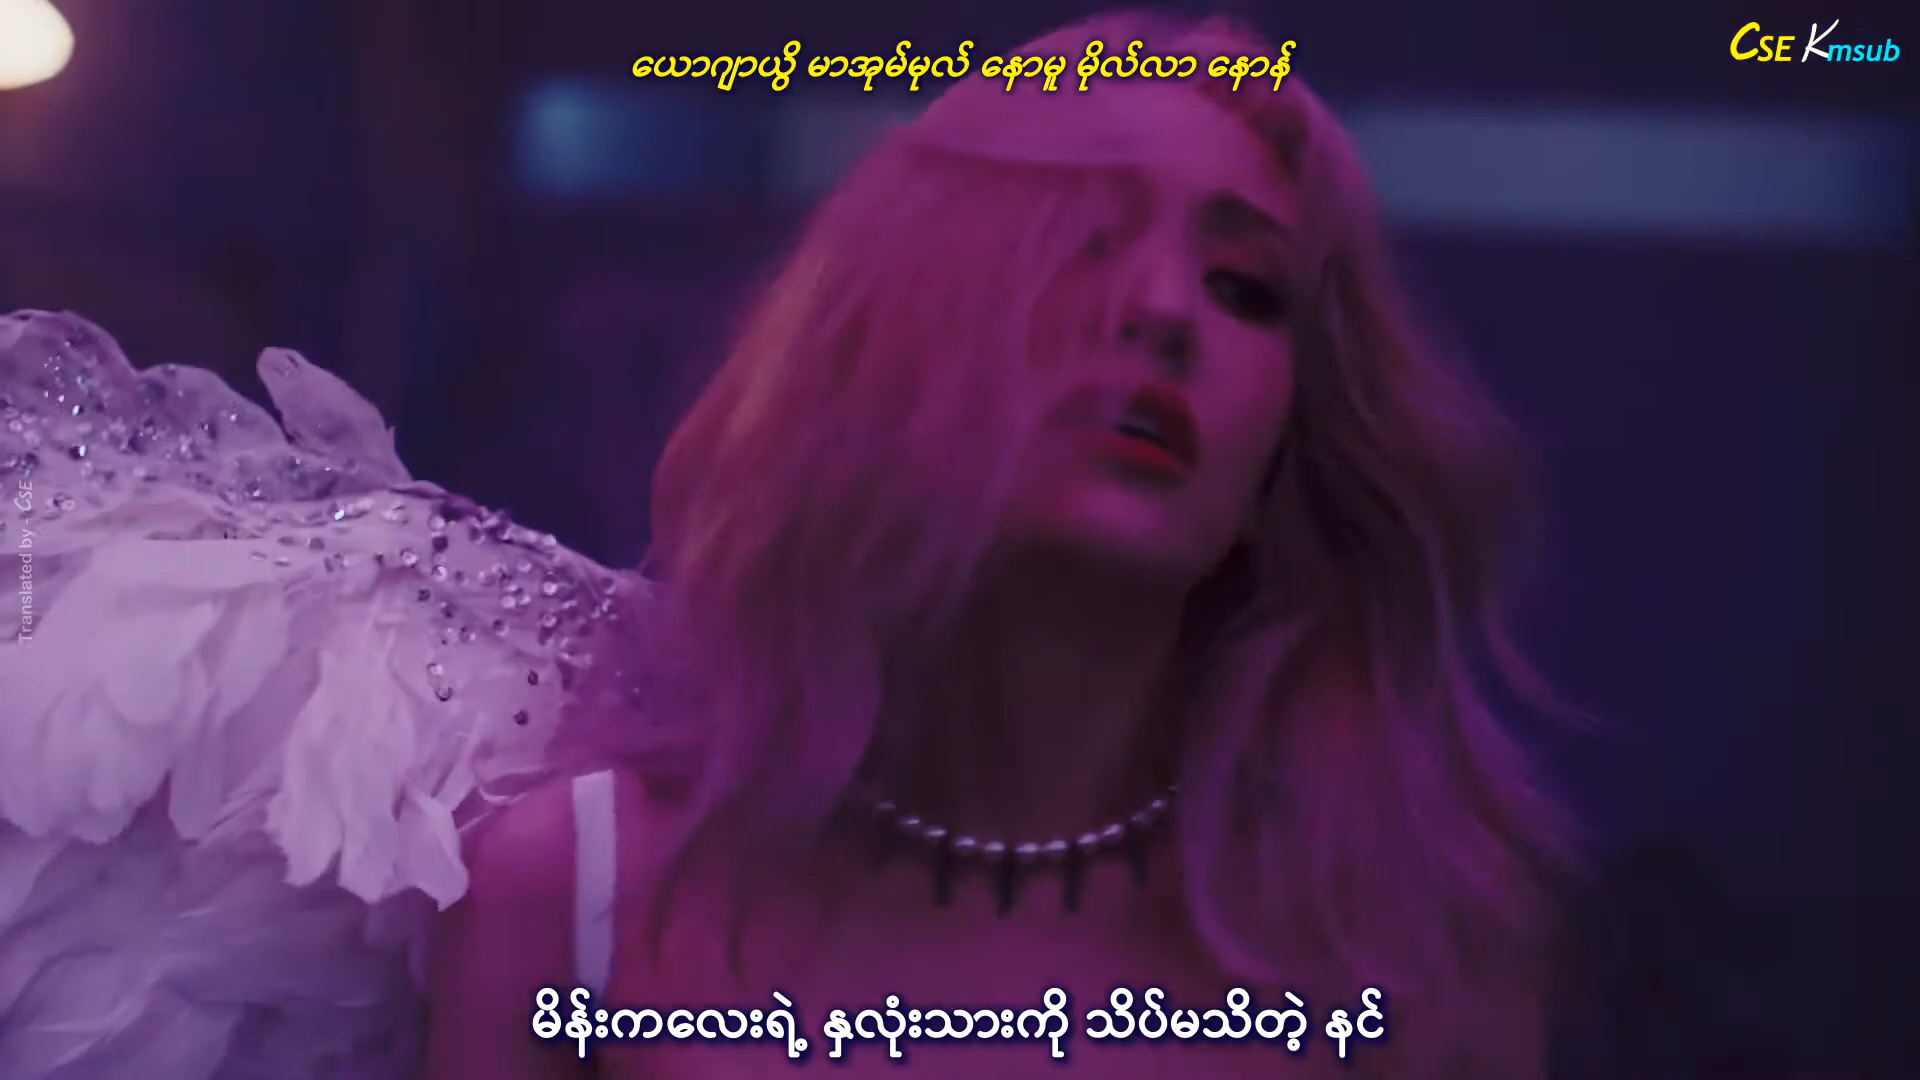 ယောဂျာယွို မာအုမ်မုလ် နောမူ မိုလ်လာ နောန်
CSE Kmsub
Translated by - CSE
မိန်းကလေးရဲ့ နှလုံးသားကို သိပ်မသိတဲ့ နင်